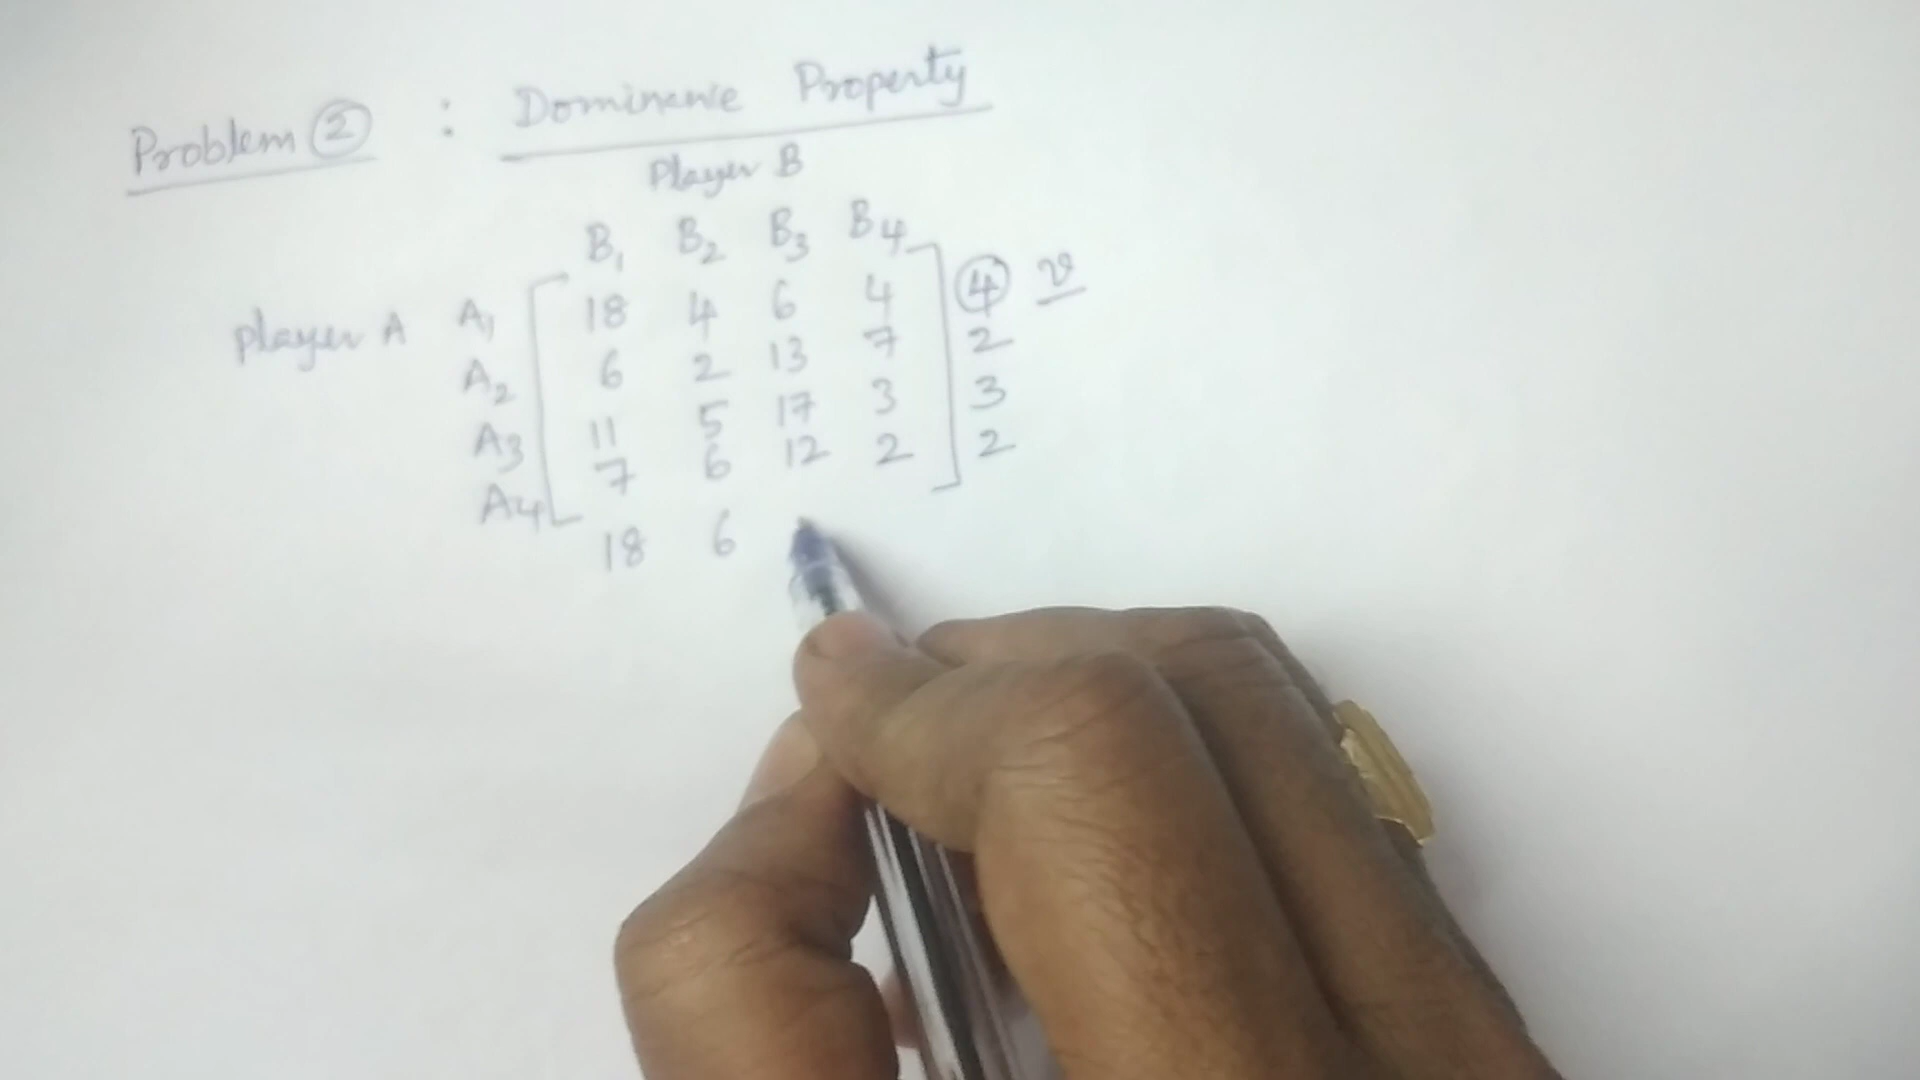 Problem ② : Dominance Property
Player B
B₁ B₂ B₃ B₄
Player A A₁ 18 4 6 4 ④ v
A₂ 6 2 13 7 2
A₃ 11 5 17 3 3
A₄ 7 6 12 2 2
18 6